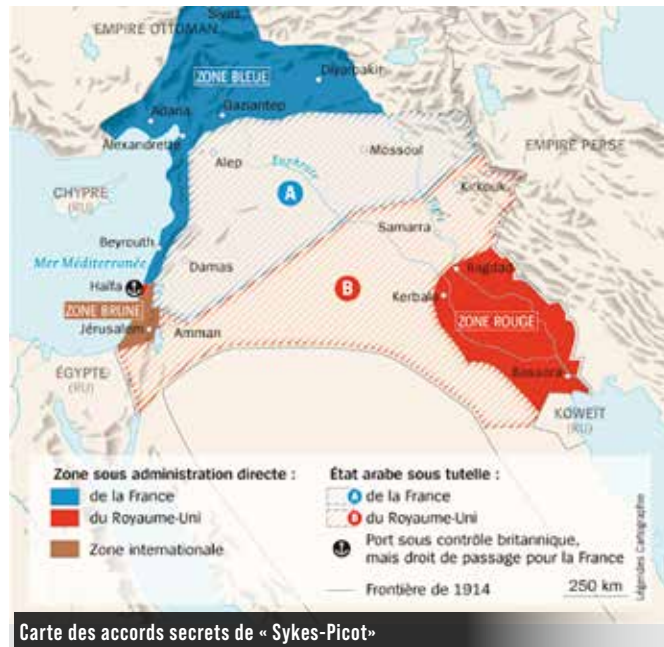 Sivas
EMPIRE OTTOMAN
ZONE BLEUE
Diyarbakir
Adana
Gaziantep
Alexandrette
Alep
Euphrate
Mossoul
EMPIRE PERSE
CHYPRE
(RU)
A
Tigre
Kirkouk
Beyrouth
Samarra
Mer Méditerranée
Damas
Bagdad
Haïfa
B
Kerbala
ZONE BRUNE
ZONE ROUGE
Jérusalem
Amman
Bassora
ÉGYPTE
(RU)
KOWEÏT
(RU)
Zone sous administration directe :
de la France
du Royaume-Uni
Zone internationale
État arabe sous tutelle :
A de la France
B du Royaume-Uni
Port sous contrôle britannique,
mais droit de passage pour la France
Frontière de 1914
250 km
Légendes Cartographie
Carte des accords secrets de « Sykes-Picot»